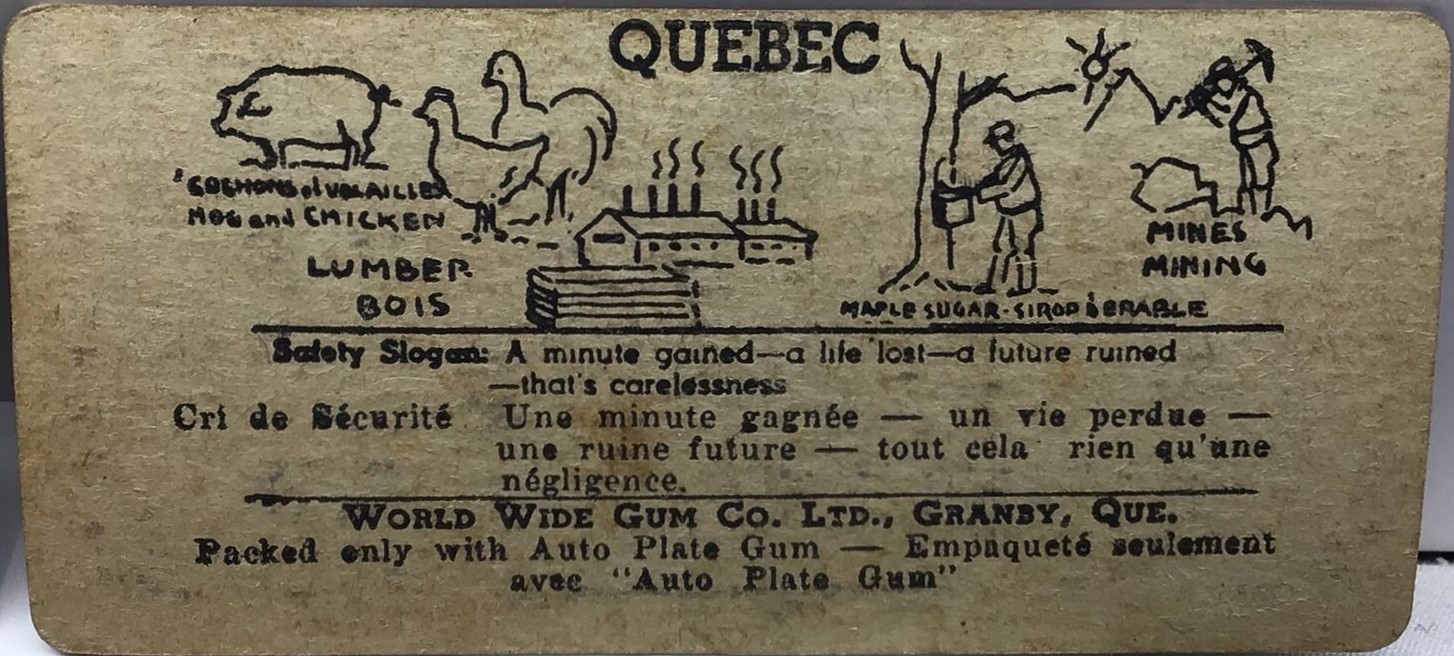 QUEBEC
COCHONS et VOLAILLES
HOG and CHICKEN
LUMBER
BOIS
MAPLE SUGAR-SIROP D'ERABLE
MINES
MINING
Safety Slogan: A minute gained—a life lost—a future ruined
—that's carelessness
Cri de Sécurité Une minute gagnée — un vie perdue —
une ruine future — tout cela rien qu'une
négligence.
WORLD WIDE GUM CO. LTD., GRANBY, QUE.
Packed only with Auto Plate Gum — Empaqueté seulement
avec "Auto Plate Gum"